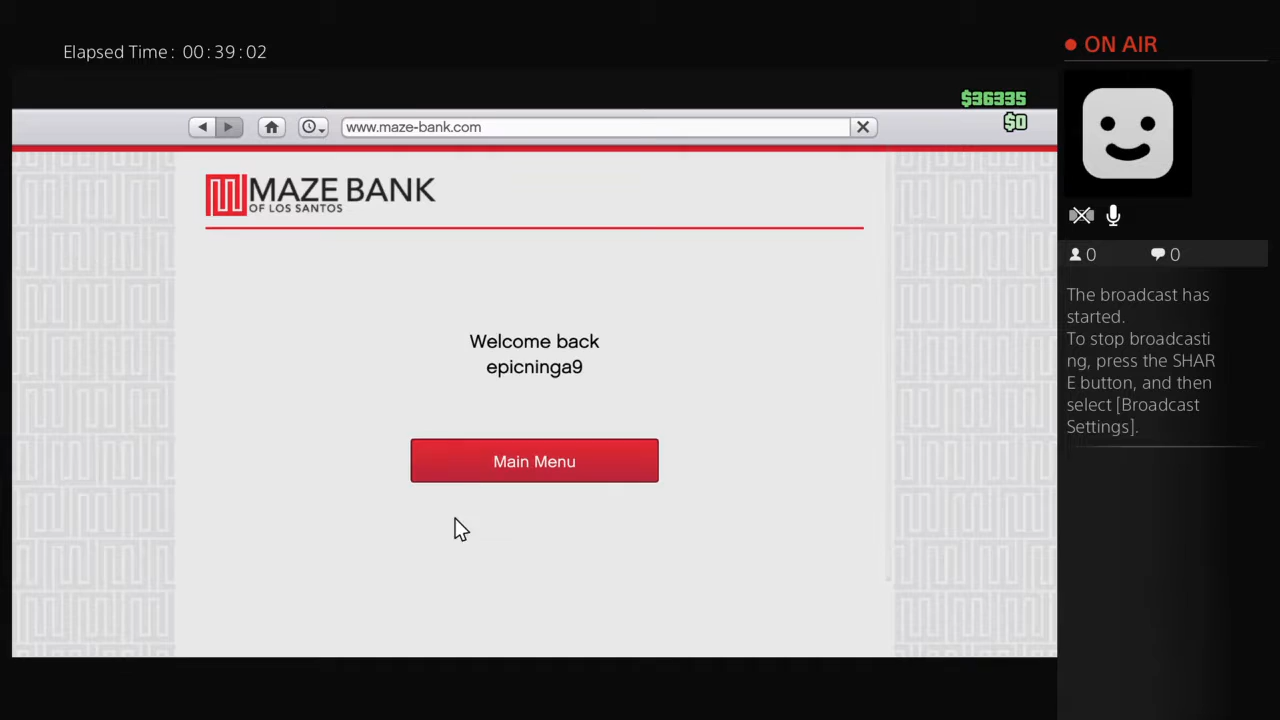 Elapsed Time: 00:39:02
ON AIR
$36335
$0
www.maze-bank.com
MAZE BANK
OF LOS SANTOS
Welcome back
epicninga9
Main Menu
0
0
The broadcast has
started.
To stop broadcasti
ng, press the SHAR
E button, and then
select [Broadcast
Settings].